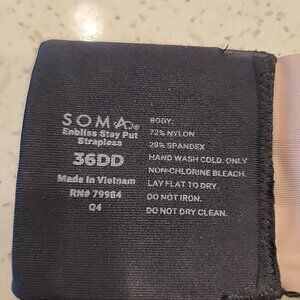 SOMA®
Enbliss Stay Put
Strapless
36DD
Made in Vietnam
RN# 79984
Q4
BODY:
72% NYLON
28% SPANDEX
HAND WASH COLD. ONLY
NON-CHLORINE BLEACH.
LAY FLAT TO DRY.
DO NOT IRON.
DO NOT DRY CLEAN.